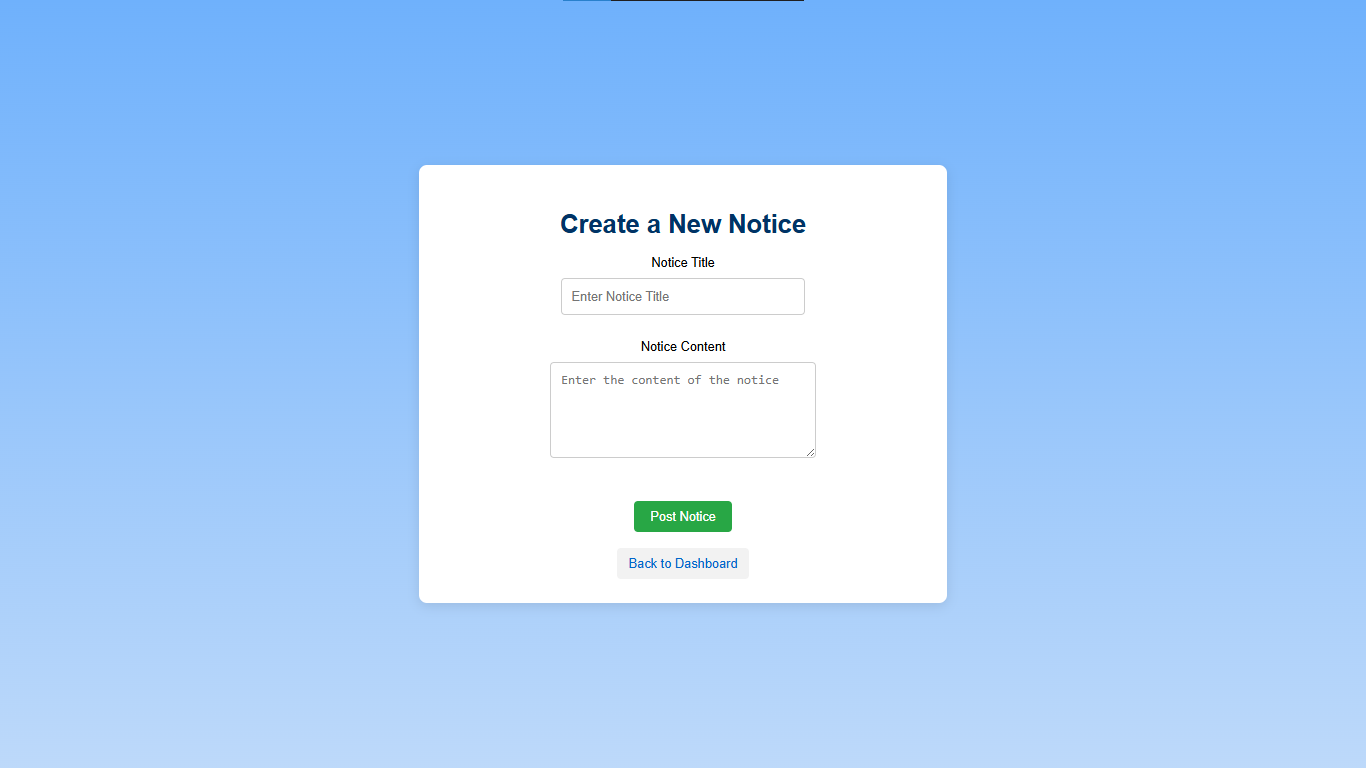 Create a New Notice
Notice Title
Enter Notice Title
Notice Content
Enter the content of the notice
Post Notice
Back to Dashboard